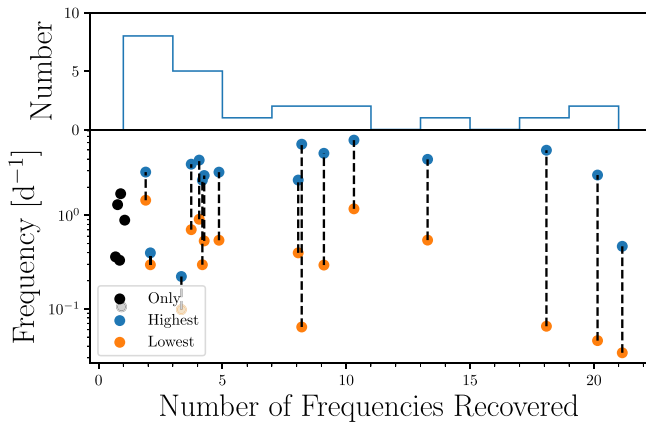 10
5
0
Number
10⁰
10⁻¹
Frequency [d⁻¹]
Only
Highest
Lowest
0 5 10 15 20
Number of Frequencies Recovered